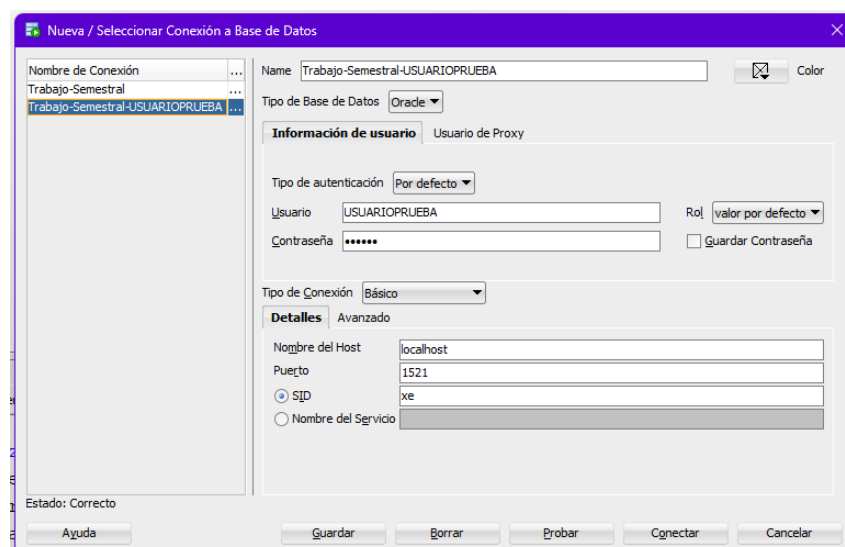 Nueva / Seleccionar Conexión a Base de Datos
Nombre de Conexión ...
Trabajo-Semestral ...
Trabajo-Semestral-USUARIOPRUEBA ...
Name Trabajo-Semestral-USUARIOPRUEBA Color
Tipo de Base de Datos Oracle
Información de usuario Usuario de Proxy
Tipo de autenticación Por defecto
Usuario USUARIOPRUEBA Rol valor por defecto
Contraseña •••••• Guardar Contraseña
Tipo de Conexión Básico
Detalles Avanzado
Nombre del Host localhost
Puerto 1521
SID xe
Nombre del Servicio
Estado: Correcto
Ayuda Guardar Borrar Probar Conectar Cancelar